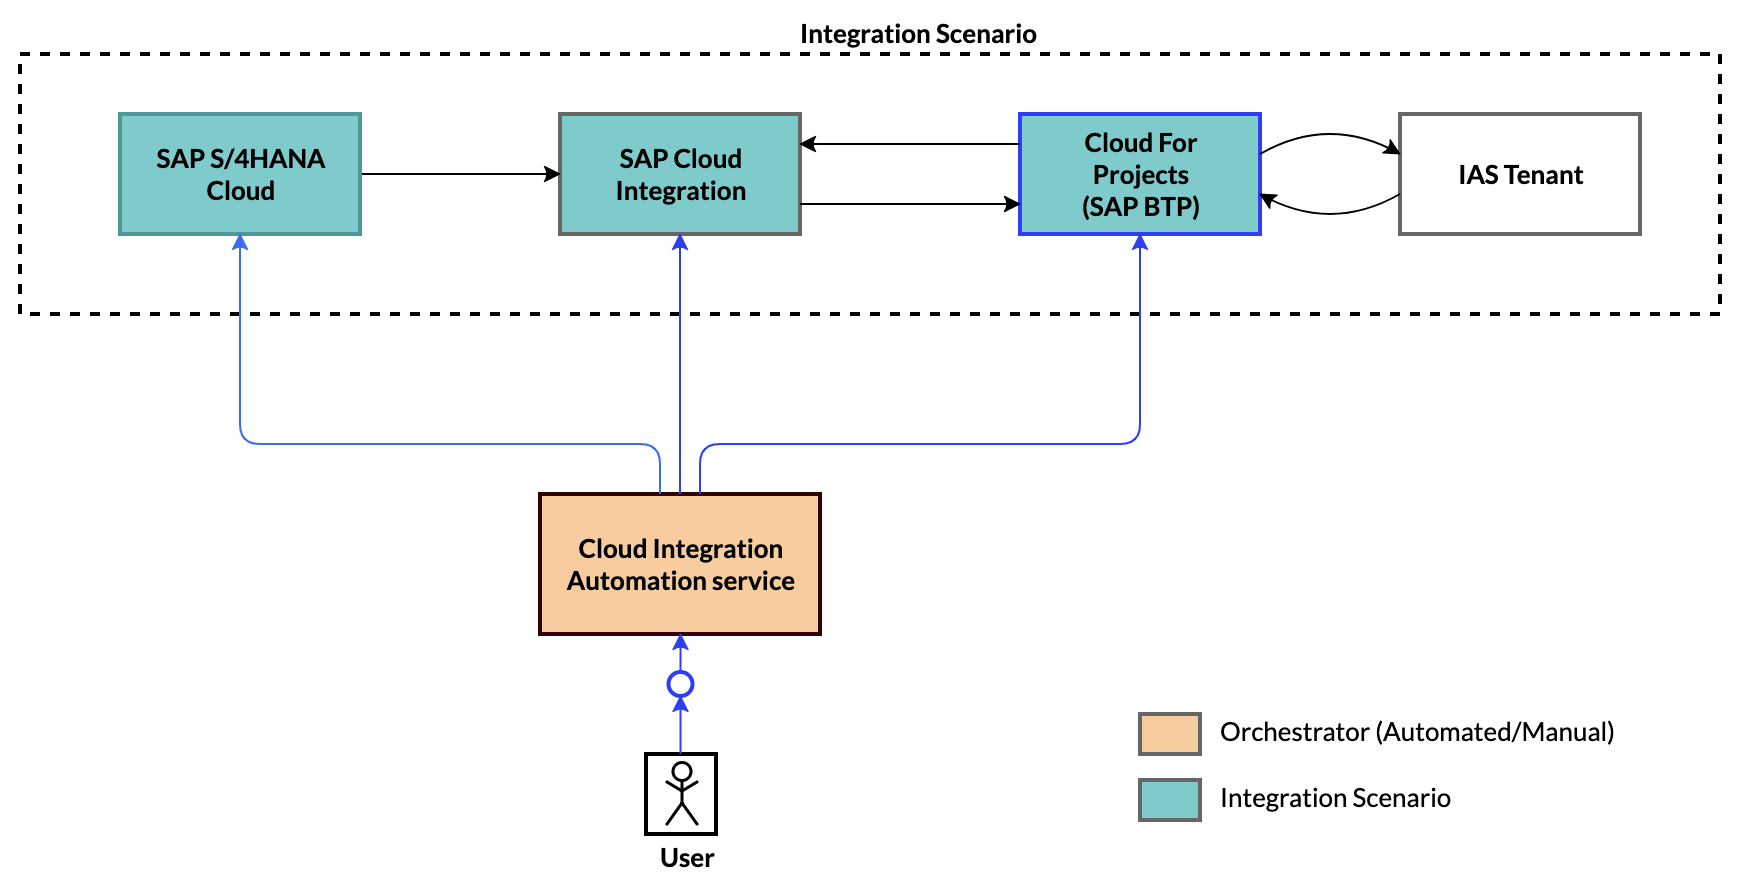 Integration Scenario
SAP S/4HANA
Cloud
SAP Cloud
Integration
Cloud For
Projects
(SAP BTP)
IAS Tenant
Cloud Integration
Automation service
User
Orchestrator (Automated/Manual)
Integration Scenario